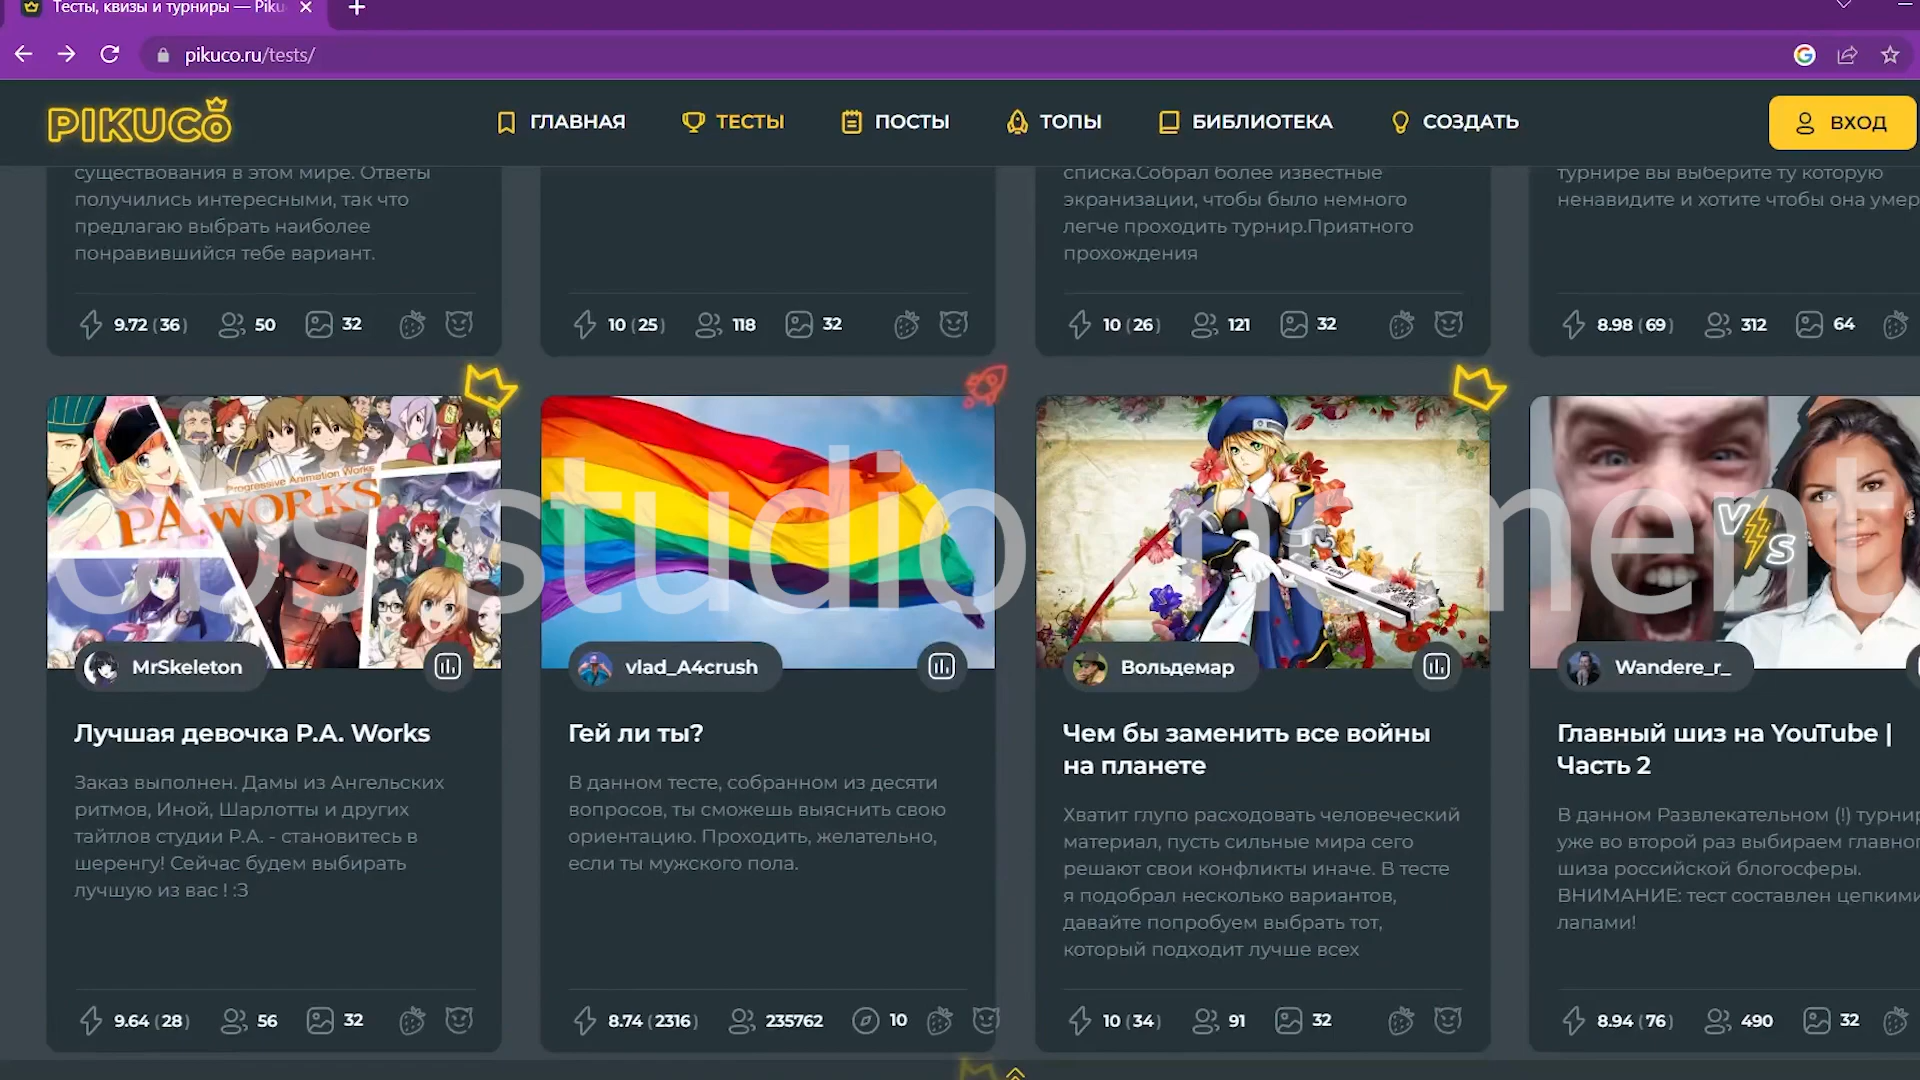 Тесты, квизы и турниры — Piku
pikuco.ru/tests/
PIKUCO
ГЛАВНАЯ
ТЕСТЫ
ПОСТЫ
ТОПЫ
БИБЛИОТЕКА
СОЗДАТЬ
ВХОД
существования в этом мире. Ответы
получились интересными, так что
предлагаю выбрать наиболее
понравившийся тебе вариант.
9.72 (36) 50 32
10 (25) 118 32
списка.Собрал более известные
экранизации, чтобы было немного
легче проходить турнир.Приятного
прохождения
10 (26) 121 32
турнире вы выберите ту которую
ненавидите и хотите чтобы она умер
8.98 (69) 312 64
obs studio moment
Progressive Animation Works
P.A.WORKS
MrSkeleton
Лучшая девочка P.A. Works
Заказ выполнен. Дамы из Ангельских
ритмов, Иной, Шарлотты и других
тайтлов студии P.A. - становитесь в
шеренгу! Сейчас будем выбирать
лучшую из вас ! :3
9.64 (28) 56 32
vlad_A4crush
Гей ли ты?
В данном тесте, собранном из десяти
вопросов, ты сможешь выяснить свою
ориентацию. Проходить, желательно,
если ты мужского пола.
8.74 (2316) 235762 10
Вольдемар
Чем бы заменить все войны
на планете
Хватит глупо расходовать человеческий
материал, пусть сильные мира сего
решают свои конфликты иначе. В тесте
я подобрал несколько вариантов,
давайте попробуем выбрать тот,
который подходит лучше всех
10 (34) 91 32
VS
Wandere_r_
Главный шиз на YouTube |
Часть 2
В данном Развлекательном (!) турнир
уже во второй раз выбираем главног
шиза российской блогосферы.
ВНИМАНИЕ: тест составлен цепкими
лапами!
8.94 (76) 490 32